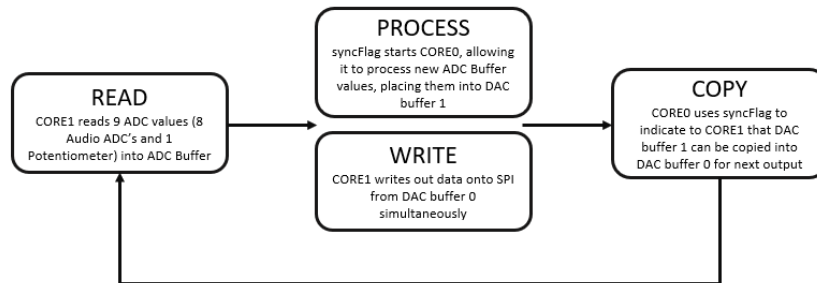 READ
CORE1 reads 9 ADC values (8
Audio ADC's and 1
Potentiometer) into ADC Buffer
PROCESS
syncFlag starts CORE0, allowing
it to process new ADC Buffer
values, placing them into DAC
buffer 1
WRITE
CORE1 writes out data onto SPI
from DAC buffer 0
simultaneously
COPY
CORE0 uses syncFlag to
indicate to CORE1 that DAC
buffer 1 can be copied into
DAC buffer 0 for next output